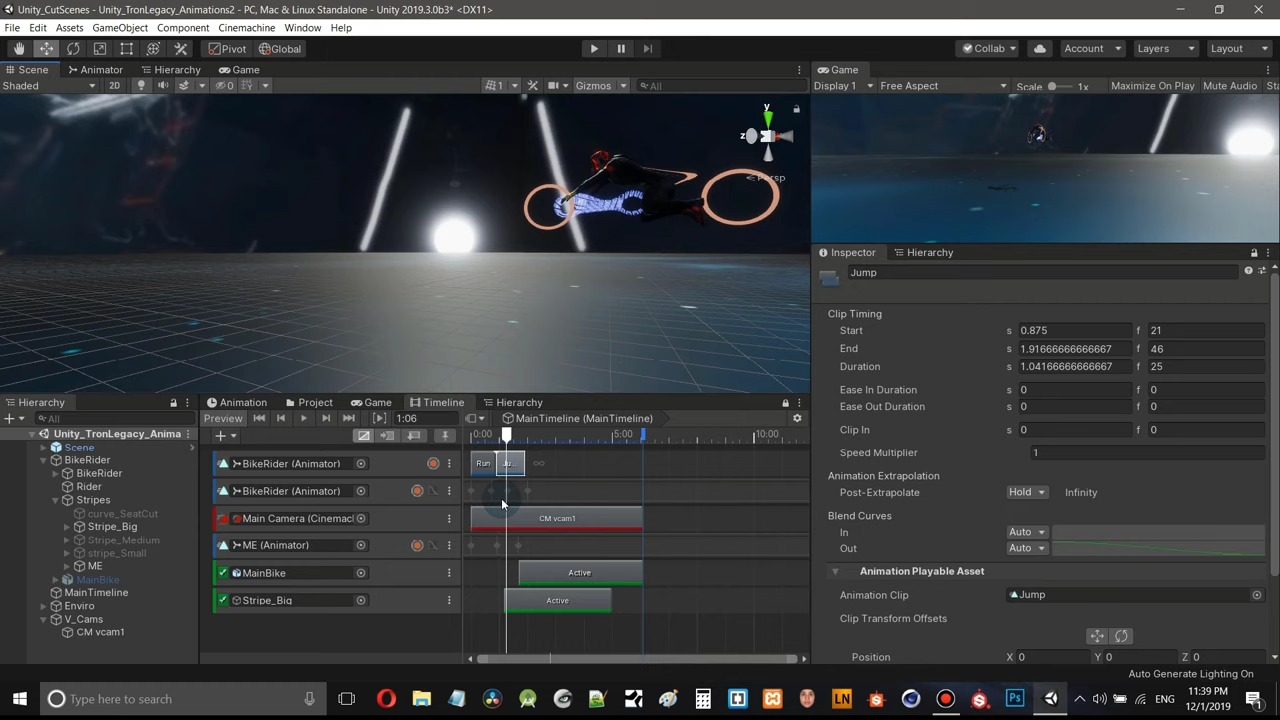 Unity_CutScenes - Unity_TronLegacy_Animations2 - PC, Mac & Linux Standalone - Unity 2019.3.0b3* <DX11>
File Edit Assets GameObject Component Cinemachine Window Help
Pivot Global Collab Account Layers Layout
Scene Animator Hierarchy Game
Shaded 2D 0 1 Gizmos All
y
z
Persp
Game
Display 1 Free Aspect Scale 1x Maximize On Play Mute Audio Sta
Inspector Hierarchy
Jump
Clip Timing
Start s 0.875 f 21
End s 1.91666666666667 f 46
Duration s 1.04166666666667 f 25
Ease In Duration s 0 f 0
Ease Out Duration s 0 f 0
Clip In s 0 f 0
Speed Multiplier 1
Animation Extrapolation
Post-Extrapolate Hold Infinity
Blend Curves
In Auto
Out Auto
Animation Playable Asset
Animation Clip Jump
Clip Transform Offsets
Position X 0 Y 0 Z 0
Auto Generate Lighting On
Hierarchy
All
Unity_TronLegacy_Anima
Scene
BikeRider
BikeRider
Rider
Stripes
curve_SeatCut
Stripe_Big
Stripe_Medium
stripe_Small
ME
MainBike
MainTimeline
Enviro
V_Cams
CM vcam1
Animation Project Game Timeline Hierarchy
Preview 1:06 MainTimeline (MainTimeline)
0:00 5:00 10:00
BikeRider (Animator) Run Ju...
BikeRider (Animator)
Main Camera (Cinemacl CM vcam1
ME (Animator)
MainBike Active
Stripe_Big Active
Type here to search
LN
Ps
ENG
11:39 PM
12/1/2019